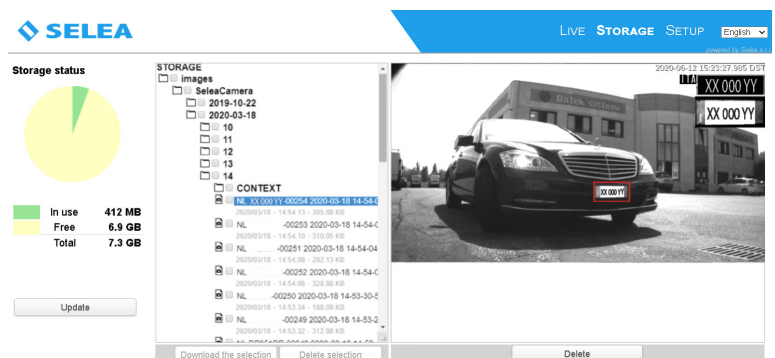 SELEA
LIVE STORAGE SETUP English
powered by Selea s.r.l
Storage status
In use 412 MB
Free 6.9 GB
Total 7.3 GB
Update
STORAGE
images
SeleaCamera
2019-10-22
2020-03-18
10
11
12
13
14
CONTEXT
NL XX 000 YY -00254 2020-03-18 14-54-0
2020/03/18 - 14:54.13 - 305.88 KB
NL -00253 2020-03-18 14-54-0
2020/03/18 - 14:54.10 - 318.05 KB
NL -00251 2020-03-18 14-54-04
2020/03/18 - 14:54.08 - 292.13 KB
NL -00252 2020-03-18 14-54-0
2020/03/18 - 14:54.08 - 328.88 KB
NL -00250 2020-03-18 14-53-30-5
2020/03/18 - 14:53.34 - 188.09 KB
NL -00249 2020-03-18 14-53-2
2020/03/18 - 14:53.32 - 312.98 KB
Download the selection Delete selection
2020-06-12 15:23:27.985 DST
ITA XX 000 YY
XX 000 YY
Datek sistemi
XX 000 YY
Delete